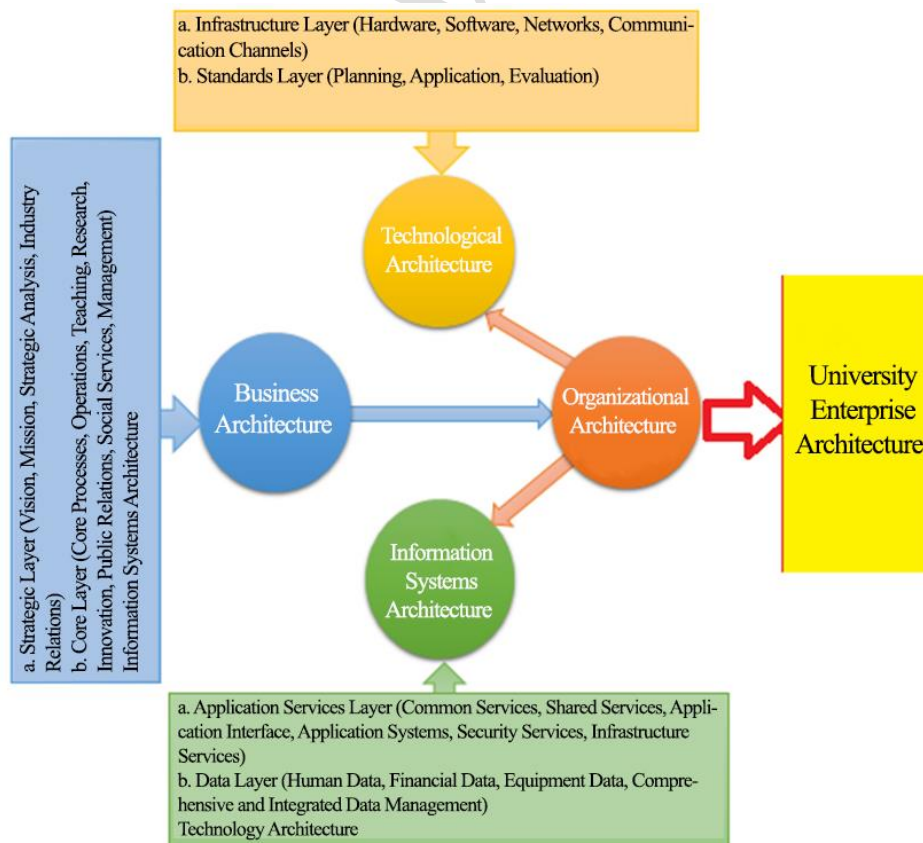 a. Infrastructure Layer (Hardware, Software, Networks, Communi-
cation Channels)
b. Standards Layer (Planning, Application, Evaluation)
a. Strategic Layer (Vision, Mission, Strategic Analysis, Industry
Relations)
b. Core Layer (Core Processes, Operations, Teaching, Research,
Innovation, Public Relations, Social Services, Management)
Information Systems Architecture
Technological
Architecture
Business
Architecture
Organizational
Architecture
University
Enterprise
Architecture
Information
Systems
Architecture
a. Application Services Layer (Common Services, Shared Services, Appli-
cation Interface, Application Systems, Security Services, Infrastructure
Services)
b. Data Layer (Human Data, Financial Data, Equipment Data, Compre-
hensive and Integrated Data Management)
Technology Architecture